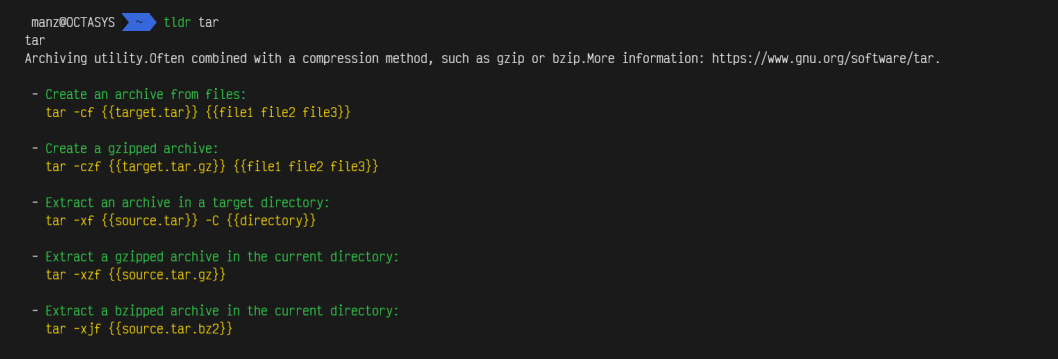 manz@OCTASYS ~ tldr tar
tar
Archiving utility.Often combined with a compression method, such as gzip or bzip.More information: https://www.gnu.org/software/tar.
- Create an archive from files:
tar -cf {{target.tar}} {{file1 file2 file3}}
- Create a gzipped archive:
tar -czf {{target.tar.gz}} {{file1 file2 file3}}
- Extract an archive in a target directory:
tar -xf {{source.tar}} -C {{directory}}
- Extract a gzipped archive in the current directory:
tar -xzf {{source.tar.gz}}
- Extract a bzipped archive in the current directory:
tar -xjf {{source.tar.bz2}}